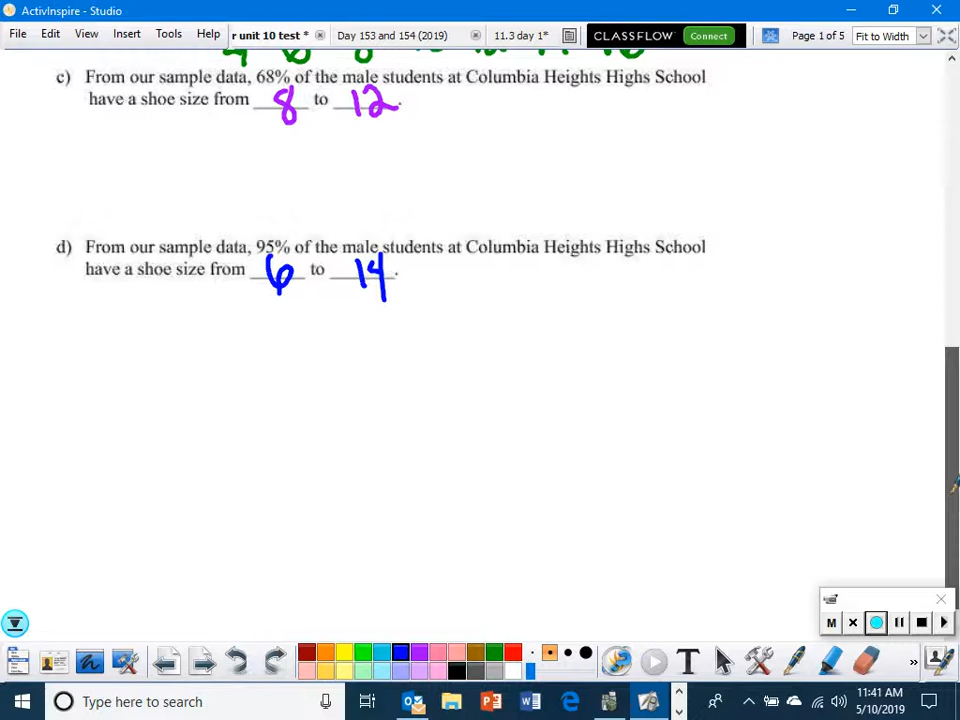 ActivInspire - Studio
File Edit View Insert Tools Help
r unit 10 test *
Day 153 and 154 (2019)
11.3 day 1*
CLASSFLOW Connect
Page 1 of 5
Fit to Width
c) From our sample data, 68% of the male students at Columbia Heights Highs School
have a shoe size from 8 to 12.
d) From our sample data, 95% of the male students at Columbia Heights Highs School
have a shoe size from 6 to 14.
M
T
»
Type here to search
11:41 AM
5/10/2019